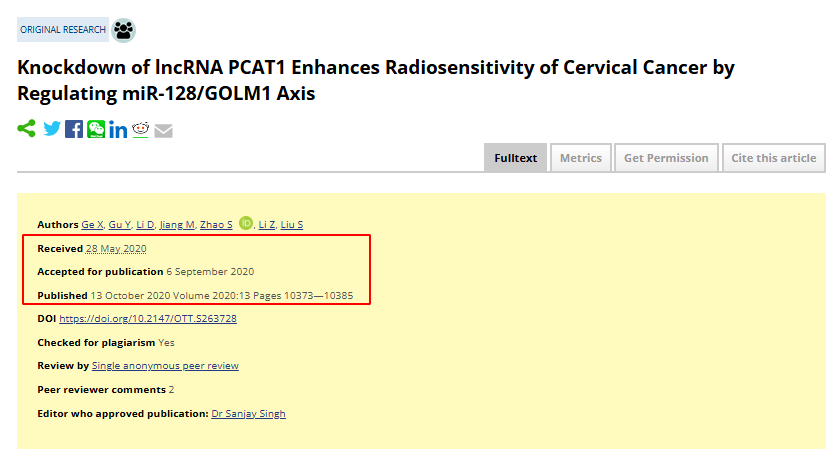 ORIGINAL RESEARCH
Knockdown of lncRNA PCAT1 Enhances Radiosensitivity of Cervical Cancer by
Regulating miR-128/GOLM1 Axis
Fulltext Metrics Get Permission Cite this article
Authors Ge X, Gu Y, Li D, Jiang M, Zhao S iD, Li Z, Liu S
Received 28 May 2020
Accepted for publication 6 September 2020
Published 13 October 2020 Volume 2020:13 Pages 10373—10385
DOI https://doi.org/10.2147/OTT.S263728
Checked for plagiarism Yes
Review by Single anonymous peer review
Peer reviewer comments 2
Editor who approved publication: Dr Sanjay Singh